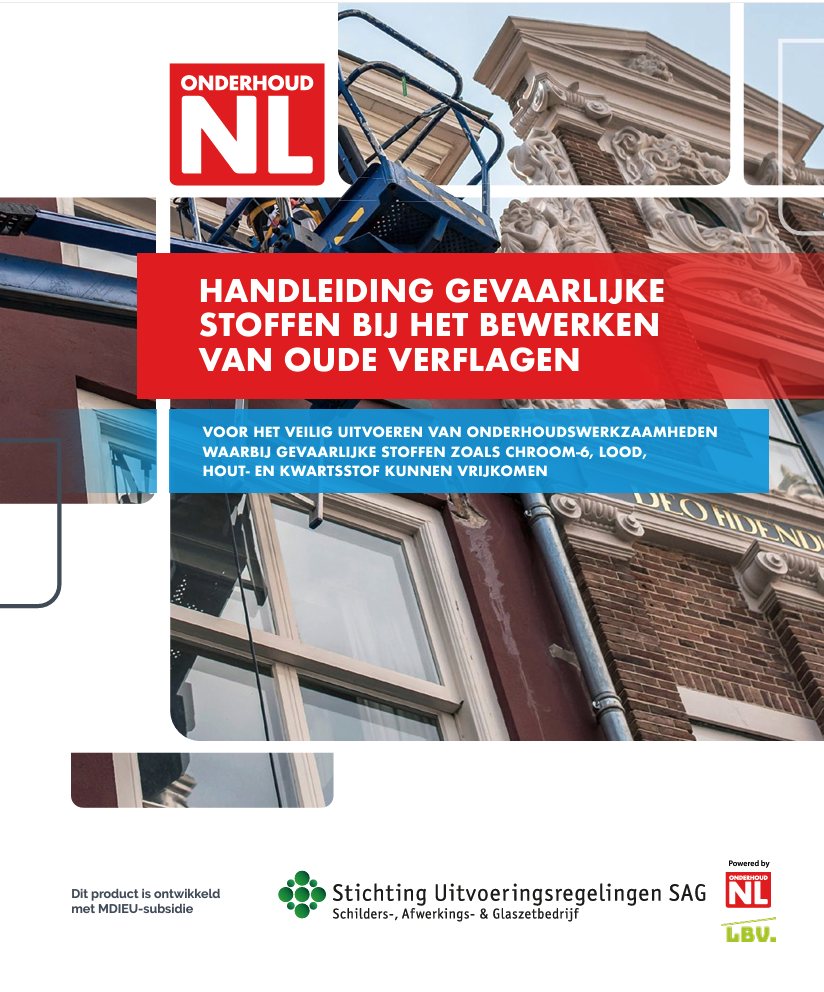 ONDERHOUD
NL
HANDLEIDING GEVAARLIJKE
STOFFEN BIJ HET BEWERKEN
VAN OUDE VERFLAGEN
VOOR HET VEILIG UITVOEREN VAN ONDERHOUDSWERKZAAMHEDEN
WAARBIJ GEVAARLIJKE STOFFEN ZOALS CHROOM-6, LOOD,
HOUT- EN KWARTSSTOF KUNNEN VRIJKOMEN
DEO FIDENDU
Dit product is ontwikkeld
met MDIEU-subsidie
Stichting Uitvoeringsregelingen SAG
Schilders-, Afwerkings- & Glaszetbedrijf
Powered by
ONDERHOUD
NL
LBV.